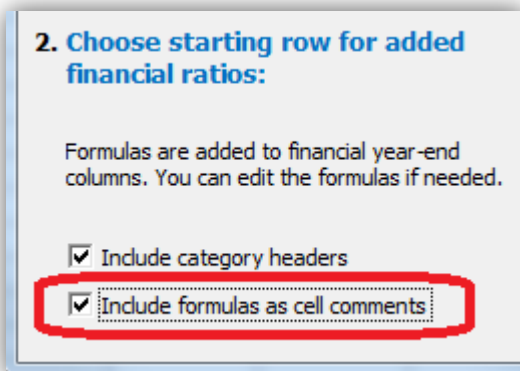 2. Choose starting row for added
financial ratios:
Formulas are added to financial year-end
columns. You can edit the formulas if needed.
Include category headers
Include formulas as cell comments